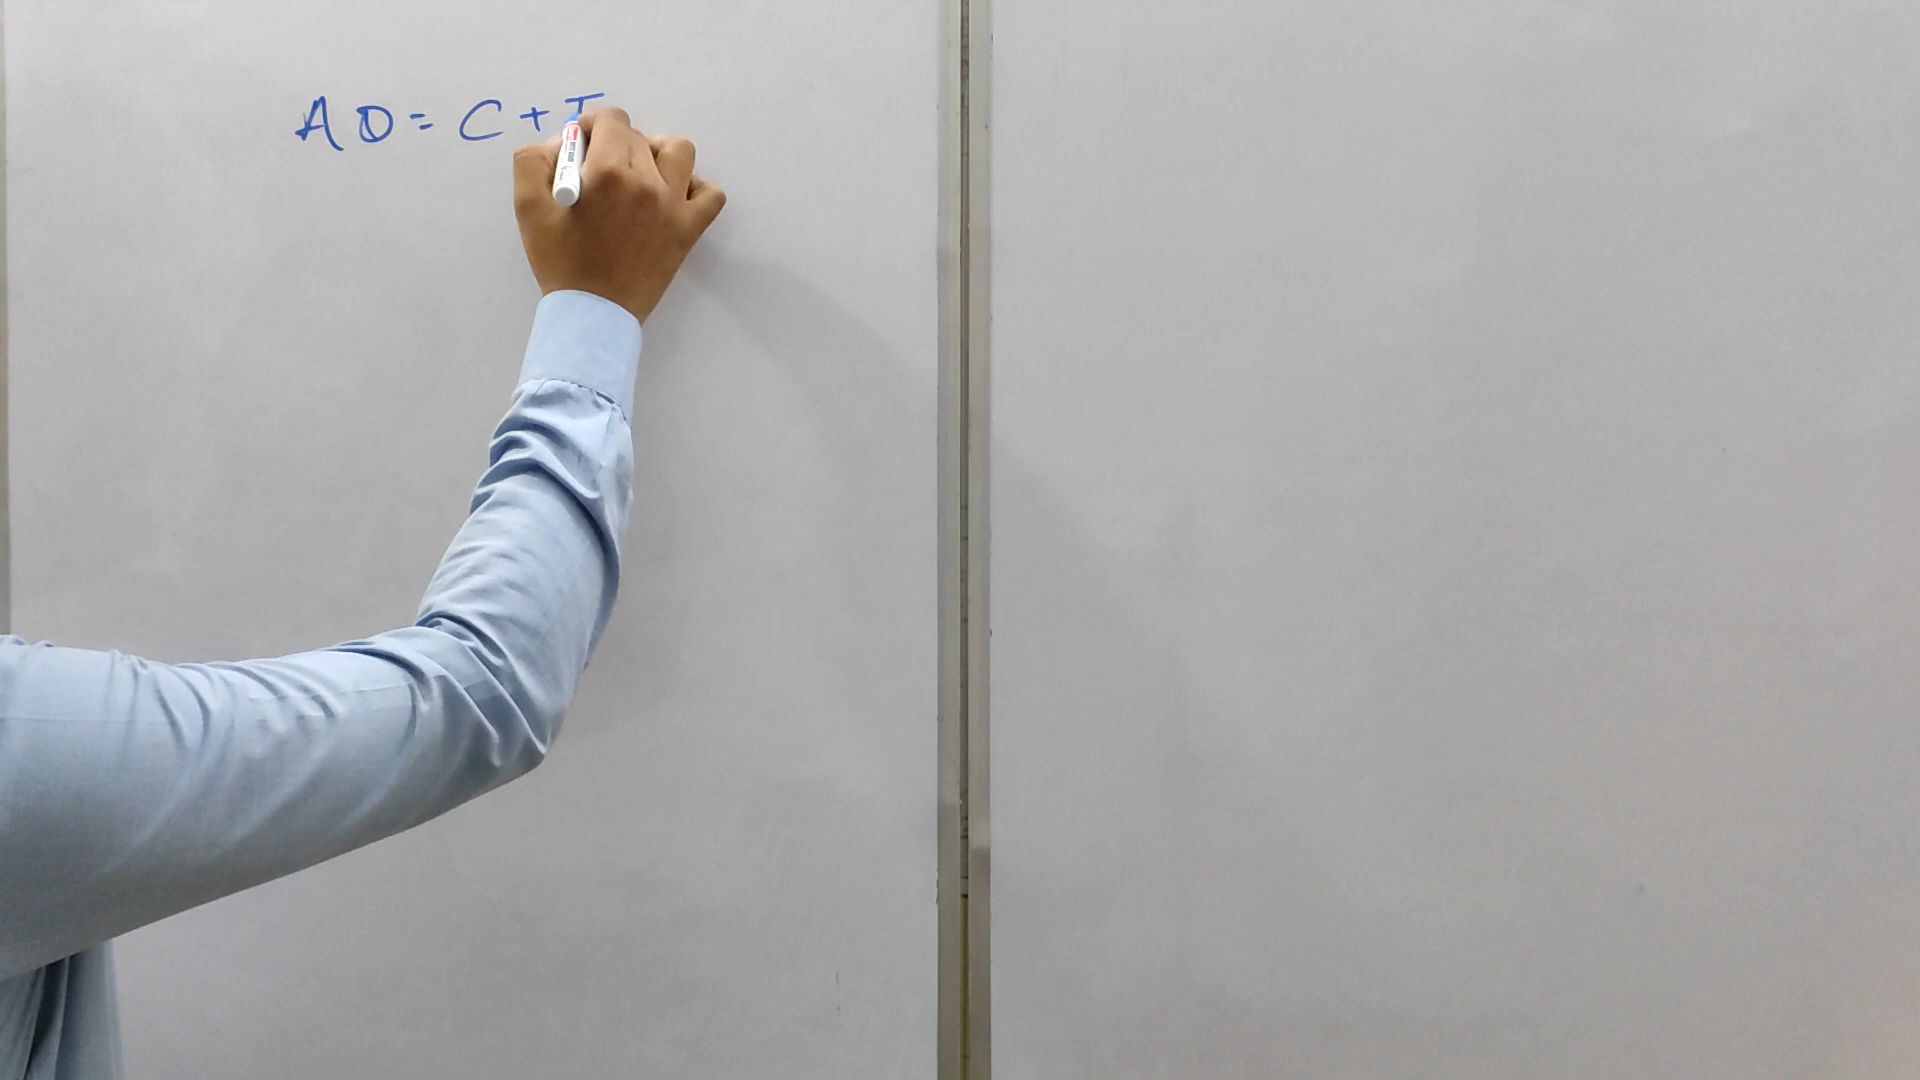 AD = C + I